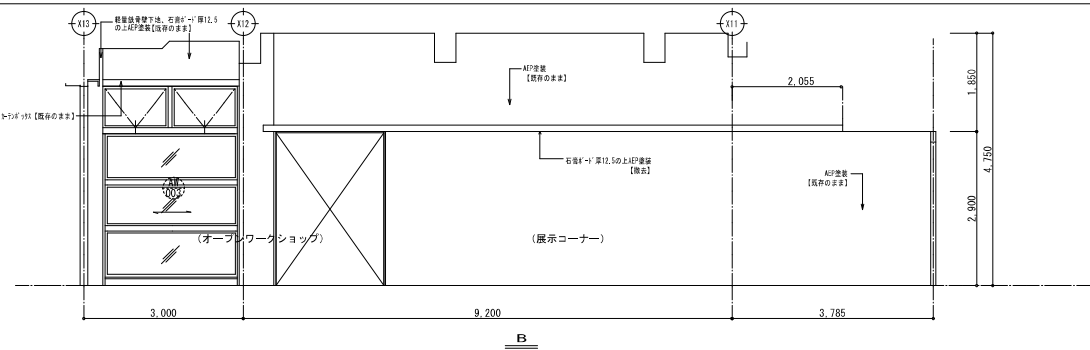 X13
X12
X11
軽量鉄骨壁下地、石膏ボード厚12.5
の上AEP塗装【既存のまま】
AEP塗装
【既存のまま】
2,055
1,850
4,750
2,900
カーテンボックス【既存のまま】
石膏ボード厚12.5の上AEP塗装
【撤去】
AEP塗装
【既存のまま】
AW
003
(オープンワークショップ)
(展示コーナー)
3,000
9,200
3,785
B